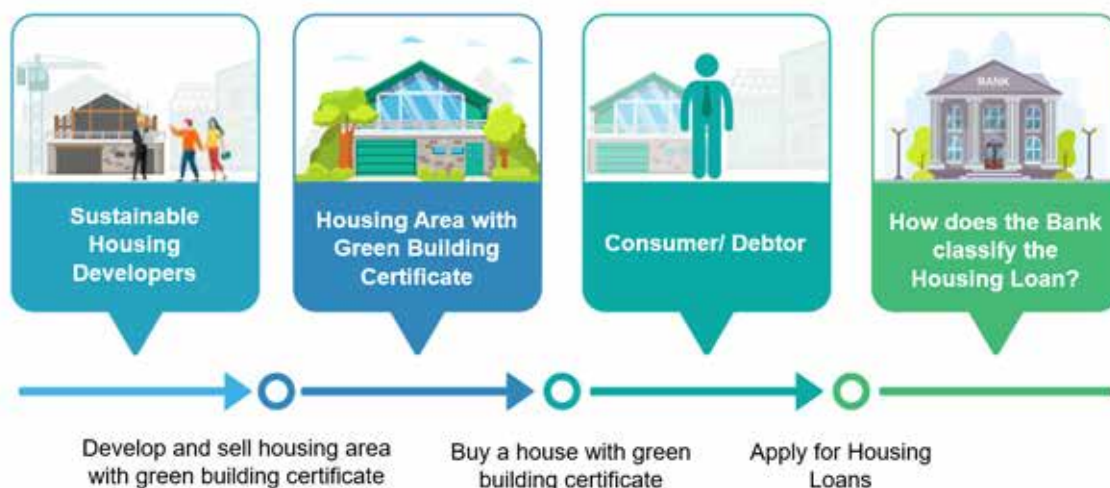 Sustainable
Housing
Developers
Housing Area with
Green Building
Certificate
Consumer/ Debtor
BANK
How does the Bank
classify the
Housing Loan?
Develop and sell housing area
with green building certificate
Buy a house with green
building certificate
Apply for Housing
Loans